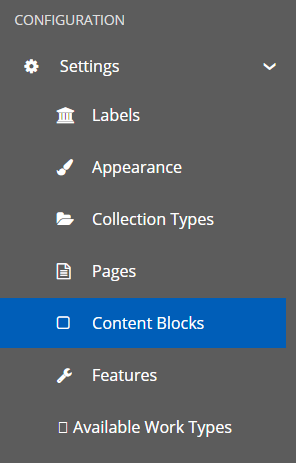 CONFIGURATION
Settings
Labels
Appearance
Collection Types
Pages
Content Blocks
Features
Available Work Types